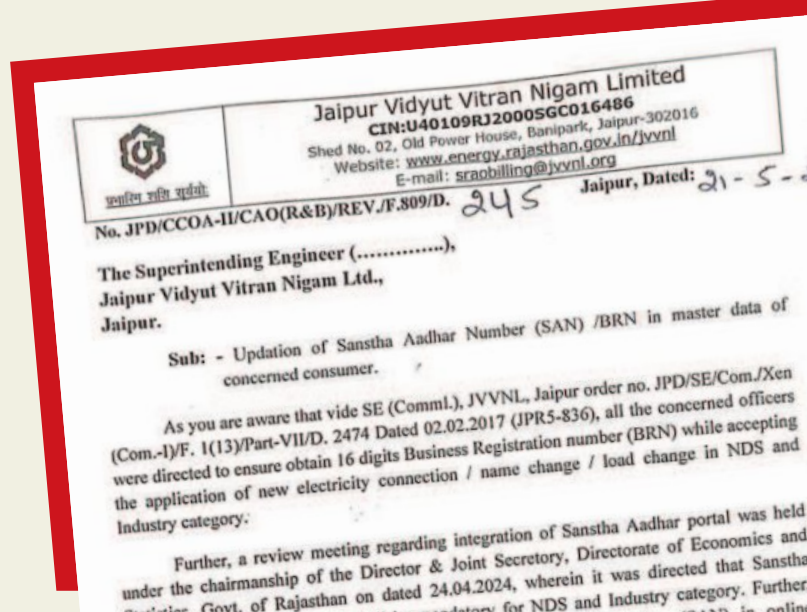 Jaipur Vidyut Vitran Nigam Limited
CIN:U40109RJ2000SGC016486
Shed No. 02, Old Power House, Banipark, Jaipur-302016
Website: www.energy.rajasthan.gov.in/jvvnl
E-mail: sraobilling@jvvnl.org
No. JPD/CCOA-II/CAO(R&B)/REV./F.809/D. 245 Jaipur, Dated: 21-5-
The Superintending Engineer (..............),
Jaipur Vidyut Vitran Nigam Ltd.,
Jaipur.
Sub: - Updation of Sanstha Aadhar Number (SAN) /BRN in master data of
concerned consumer.
As you are aware that vide SE (Comml.), JVVNL, Jaipur order no. JPD/SE/Com./Xen
(Com.-I)/F. 1(13)/Part-VII/D. 2474 Dated 02.02.2017 (JPR5-836), all the concerned officers
were directed to ensure obtain 16 digits Business Registration number (BRN) while accepting
the application of new electricity connection / name change / load change in NDS and
Industry category.
Further, a review meeting regarding integration of Sanstha Aadhar portal was held
under the chairmanship of the Director & Joint Secretary, Directorate of Economics and
Govt. of Rajasthan on dated 24.04.2024, wherein it was directed that Sanstha
for NDS and Industry category. Further
in online